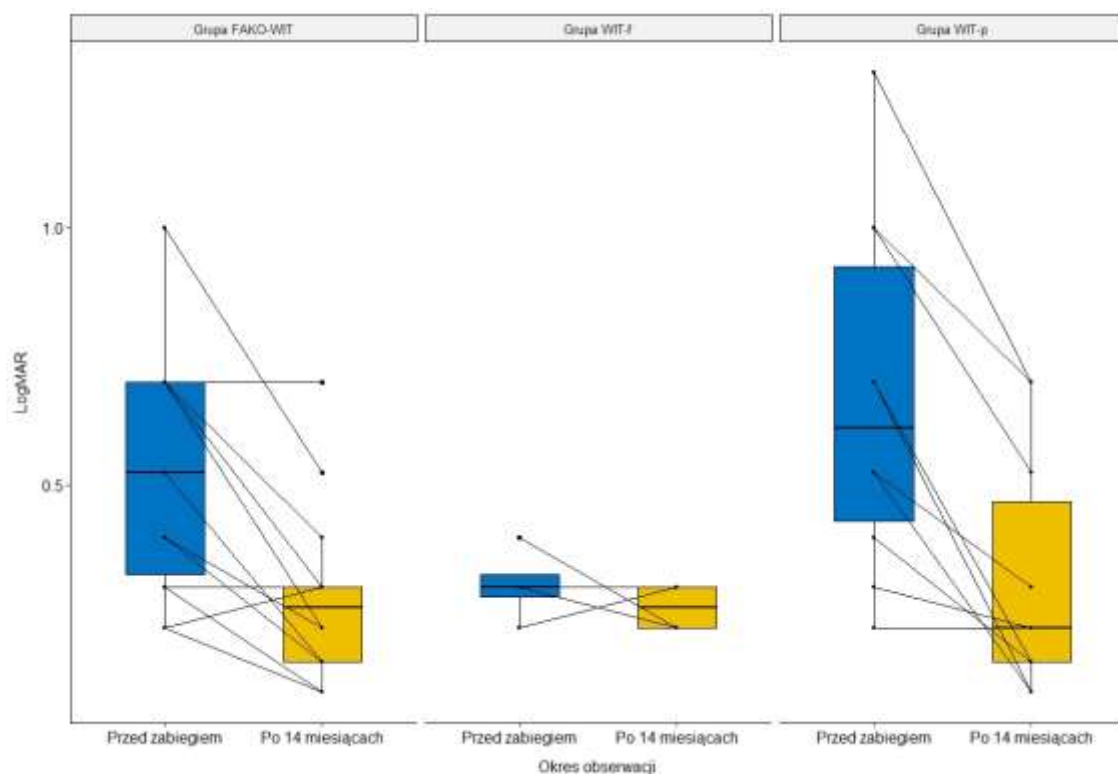 Grupa FAKO-WIT
Grupa WIT-f
Grupa WIT-p
LogMAR
1.0
0.5
Przed zabiegiem
Po 14 miesiącach
Przed zabiegiem
Po 14 miesiącach
Przed zabiegiem
Po 14 miesiącach
Okres obserwacji